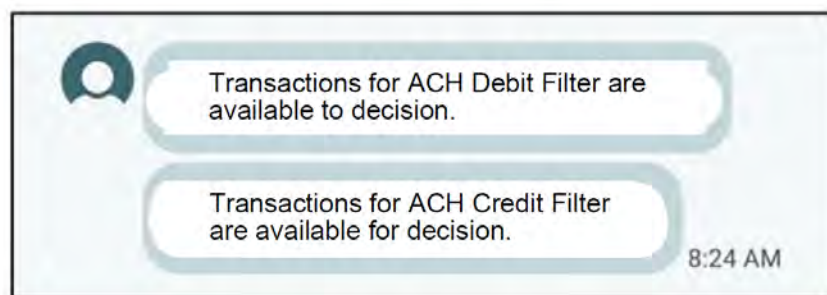 Transactions for ACH Debit Filter are
available to decision.
Transactions for ACH Credit Filter
are available for decision.
8:24 AM